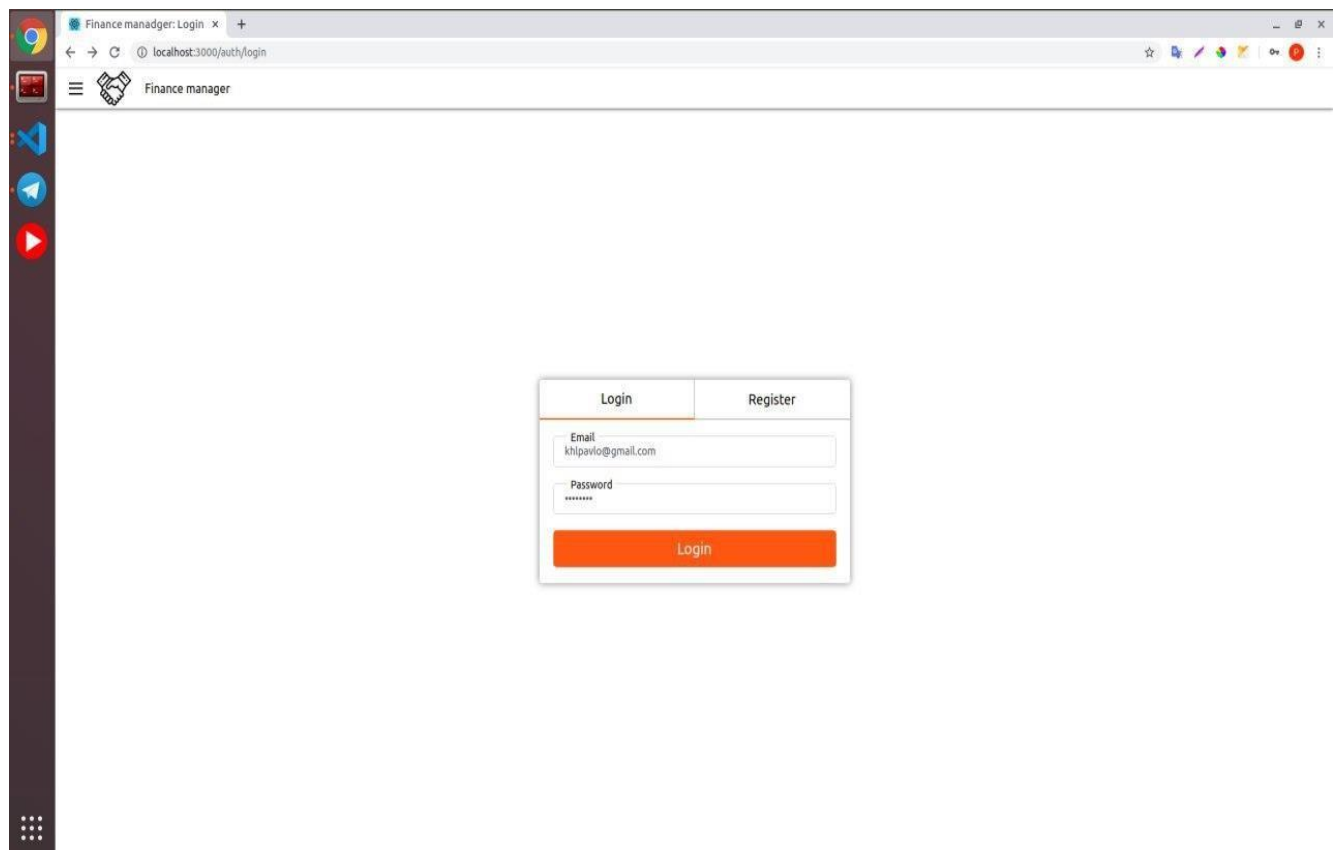 Finance manadger: Login
localhost:3000/auth/login
P
Finance manager
Login
Register
Email
khlpavlo@gmail.com
Password
••••••••
Login